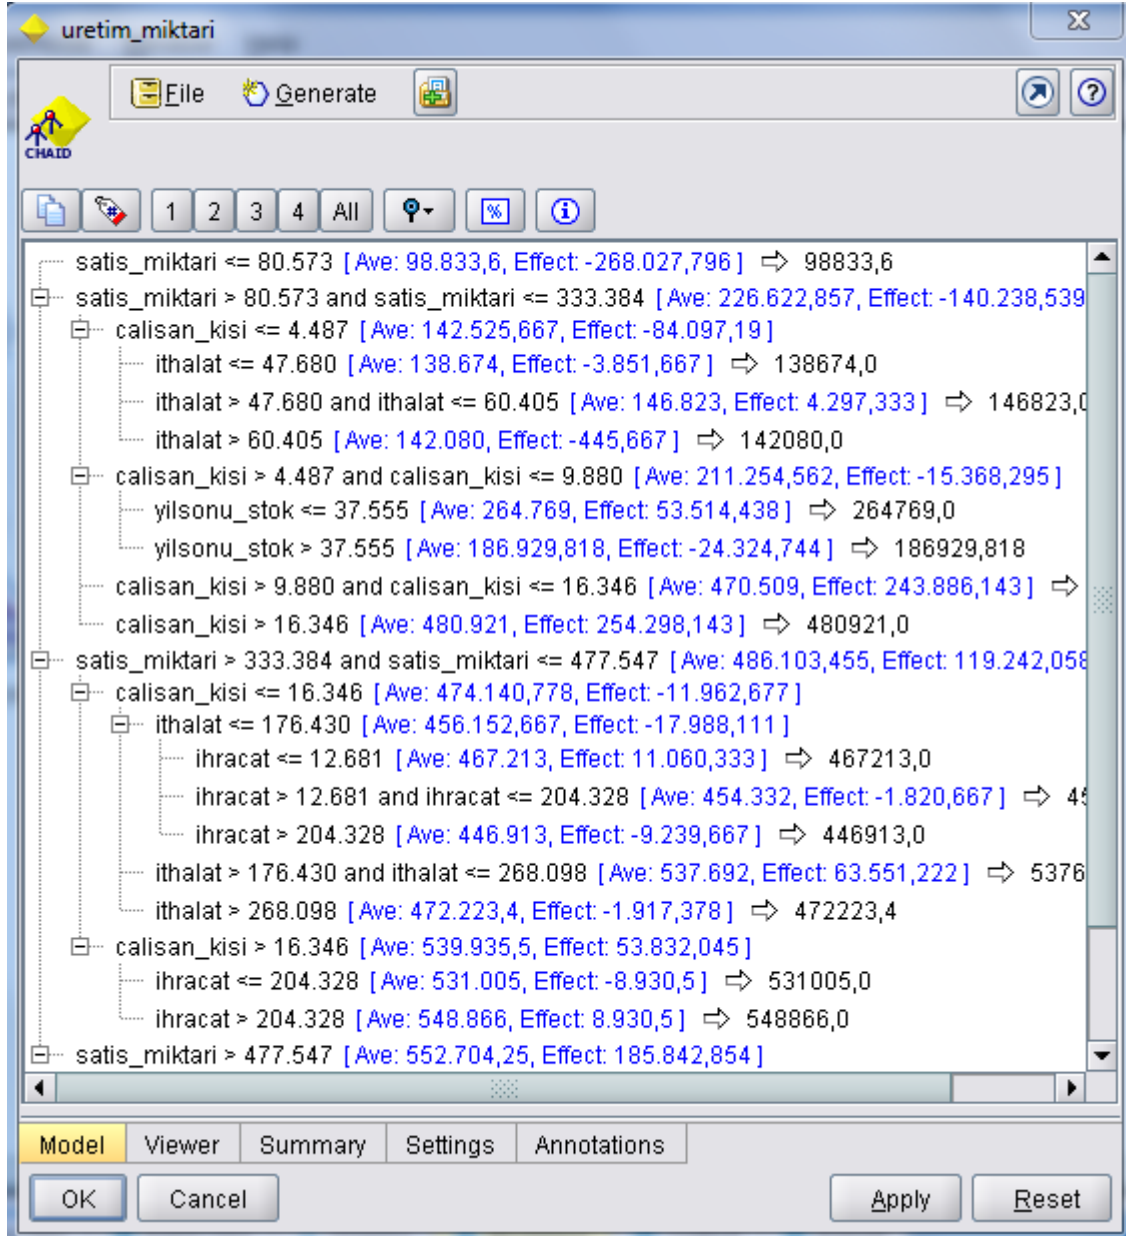 uretim_miktari
File Generate
CHAID
1 2 3 4 All %
satis_miktari <= 80.573 [ Ave: 98.833,6, Effect: -268.027,796 ] ⇨ 98833,6
satis_miktari > 80.573 and satis_miktari <= 333.384 [ Ave: 226.622,857, Effect: -140.238,539
calisan_kisi <= 4.487 [ Ave: 142.525,667, Effect: -84.097,19 ]
ithalat <= 47.680 [ Ave: 138.674, Effect: -3.851,667 ] ⇨ 138674,0
ithalat > 47.680 and ithalat <= 60.405 [ Ave: 146.823, Effect: 4.297,333 ] ⇨ 146823,0
ithalat > 60.405 [ Ave: 142.080, Effect: -445,667 ] ⇨ 142080,0
calisan_kisi > 4.487 and calisan_kisi <= 9.880 [ Ave: 211.254,562, Effect: -15.368,295 ]
yilsonu_stok <= 37.555 [ Ave: 264.769, Effect: 53.514,438 ] ⇨ 264769,0
yilsonu_stok > 37.555 [ Ave: 186.929,818, Effect: -24.324,744 ] ⇨ 186929,818
calisan_kisi > 9.880 and calisan_kisi <= 16.346 [ Ave: 470.509, Effect: 243.886,143 ] ⇨
calisan_kisi > 16.346 [ Ave: 480.921, Effect: 254.298,143 ] ⇨ 480921,0
satis_miktari > 333.384 and satis_miktari <= 477.547 [ Ave: 486.103,455, Effect: 119.242,058
calisan_kisi <= 16.346 [ Ave: 474.140,778, Effect: -11.962,677 ]
ithalat <= 176.430 [ Ave: 456.152,667, Effect: -17.988,111 ]
ihracat <= 12.681 [ Ave: 467.213, Effect: 11.060,333 ] ⇨ 467213,0
ihracat > 12.681 and ihracat <= 204.328 [ Ave: 454.332, Effect: -1.820,667 ] ⇨ 45
ihracat > 204.328 [ Ave: 446.913, Effect: -9.239,667 ] ⇨ 446913,0
ithalat > 176.430 and ithalat <= 268.098 [ Ave: 537.692, Effect: 63.551,222 ] ⇨ 5376
ithalat > 268.098 [ Ave: 472.223,4, Effect: -1.917,378 ] ⇨ 472223,4
calisan_kisi > 16.346 [ Ave: 539.935,5, Effect: 53.832,045 ]
ihracat <= 204.328 [ Ave: 531.005, Effect: -8.930,5 ] ⇨ 531005,0
ihracat > 204.328 [ Ave: 548.866, Effect: 8.930,5 ] ⇨ 548866,0
satis_miktari > 477.547 [ Ave: 552.704,25, Effect: 185.842,854 ]
Model Viewer Summary Settings Annotations
OK Cancel Apply Reset